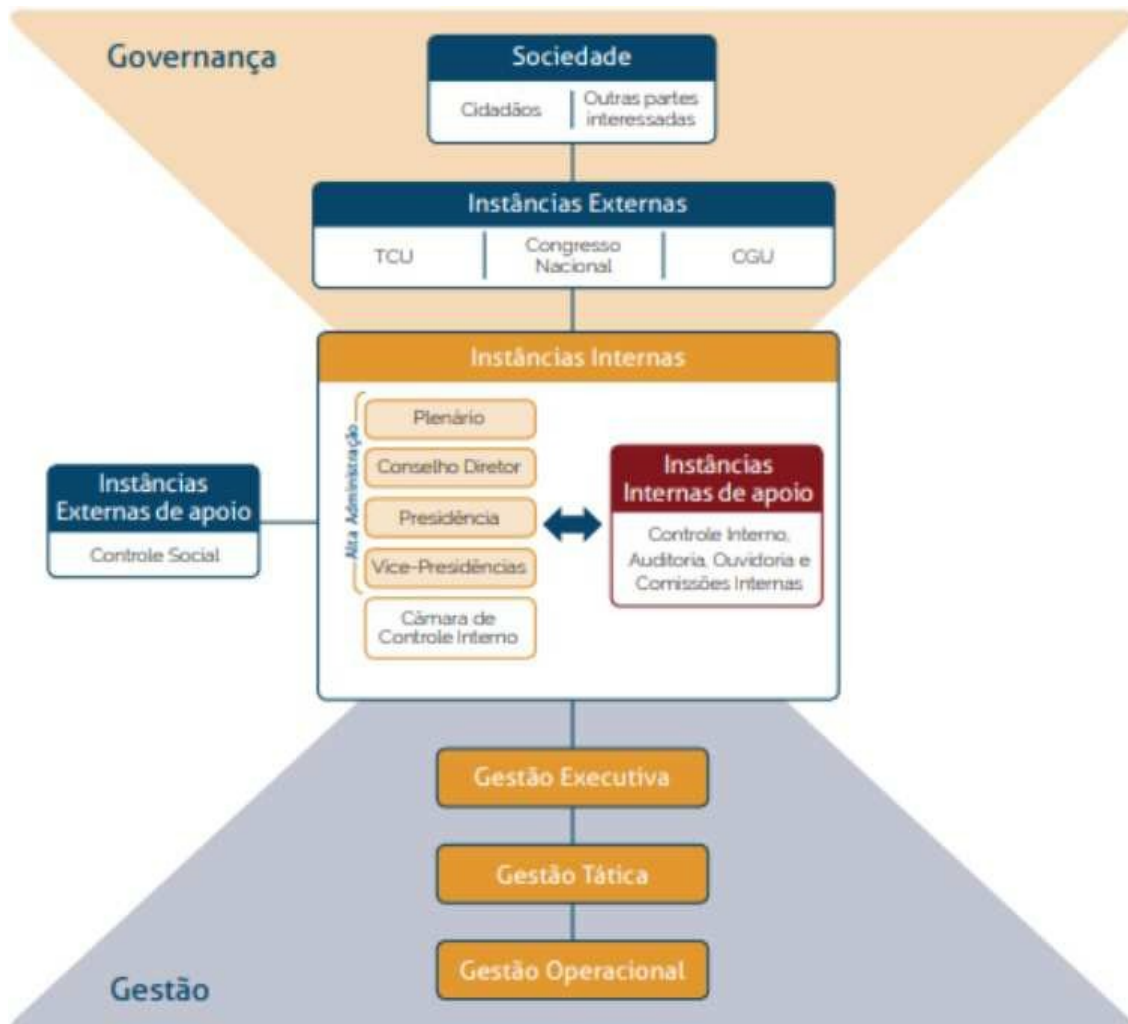 Governança
Sociedade
Cidadãos
Outras partes
interessadas
Instâncias Externas
TCU
Congresso
Nacional
CGU
Instâncias Internas
Alta Administração
Plenário
Conselho Diretor
Presidência
Vice-Presidências
Câmara de
Controle Interno
Instâncias
Internas de apoio
Controle Interno,
Auditoria, Ouvidoria e
Comissões Internas
Instâncias
Externas de apoio
Controle Social
Gestão Executiva
Gestão Tática
Gestão Operacional
Gestão